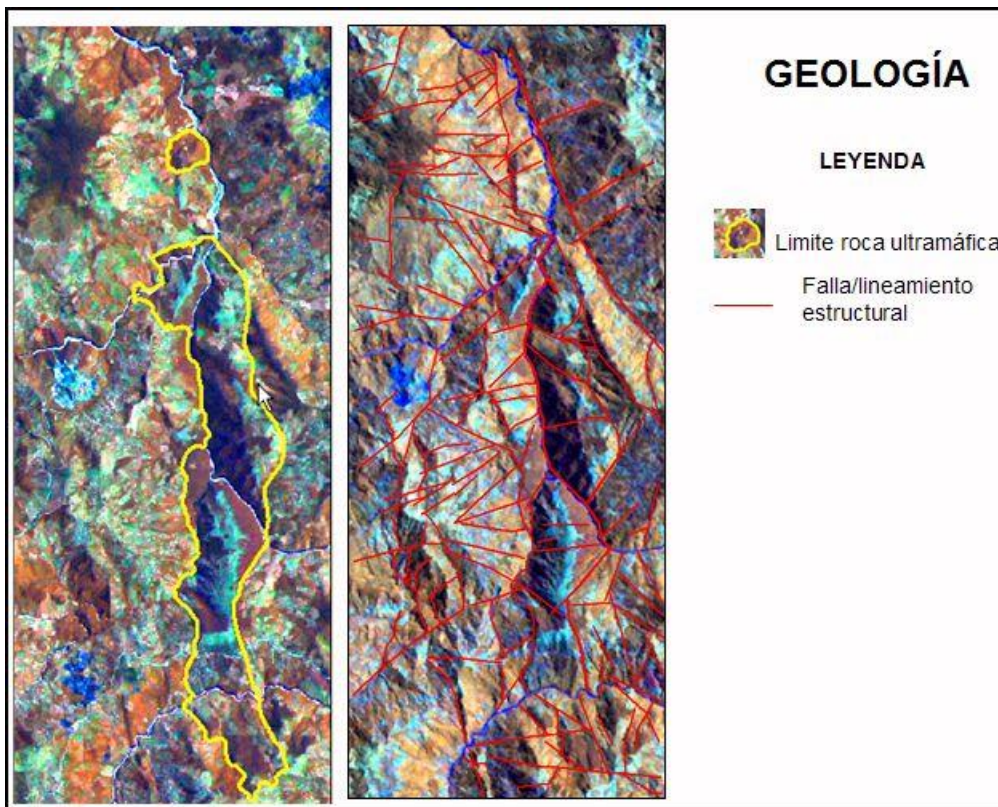 GEOLOGÍA
LEYENDA
Limite roca ultramáfica
Falla/lineamiento
estructural